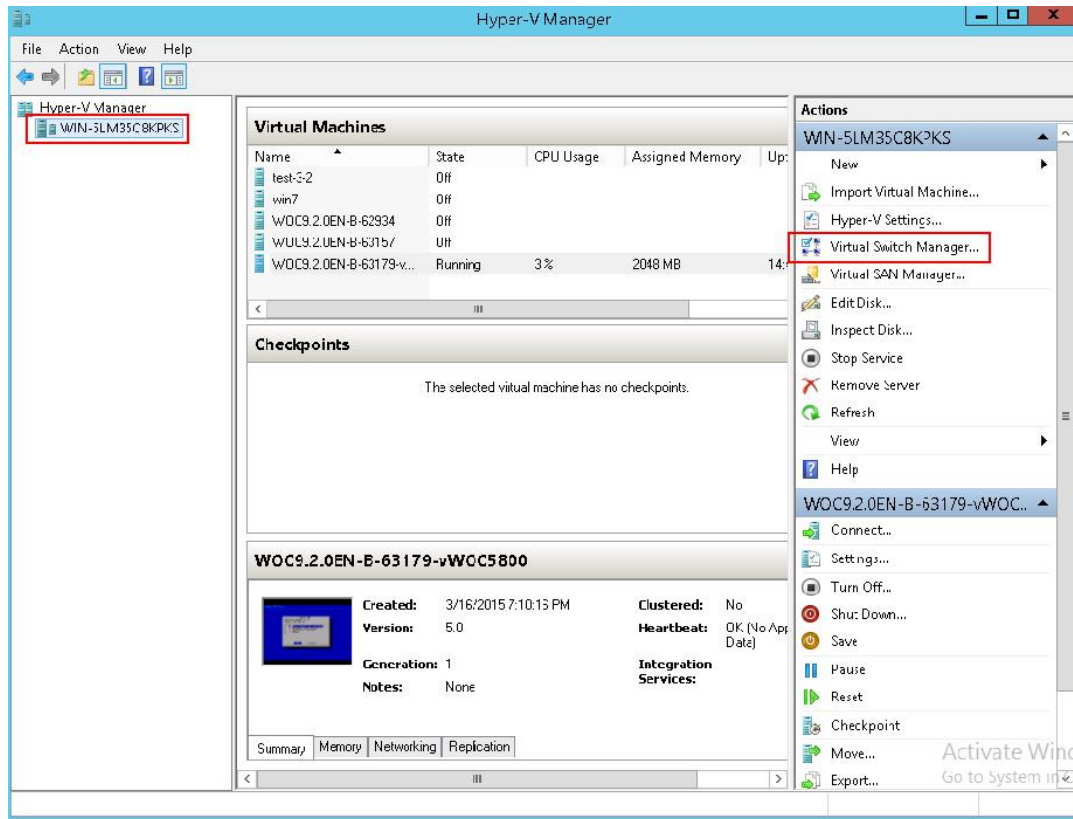 Hyper-V Manager
File Action View Help
Hyper-V Manager
WIN-5LM35C8KPKS
Virtual Machines
Name State CPU Usage Assigned Memory Upt
test-3-2 Off
win7 Off
WOC9.2.0EN-B-62934 Off
WOC9.2.0EN-B-63157 Off
WOC9.2.0EN-B-63179-v... Running 3 % 2048 MB 14:
Checkpoints
The selected virtual machine has no checkpoints.
WOC9.2.0EN-B-63179-vWOC5800
Created: 3/16/2015 7:10:16 PM Clustered: No
Version: 5.0 Heartbeat: OK (No App
Data)
Generation: 1 Integration
Services:
Notes: None
Summary Memory Networking Replication
Actions
WIN-5LM35C8KPKS
New
Import Virtual Machine...
Hyper-V Settings...
Virtual Switch Manager...
Virtual SAN Manager...
Edit Disk...
Inspect Disk...
Stop Service
Remove Server
Refresh
View
Help
WOC9.2.0EN-B-63179-vWOC...
Connect...
Settings...
Turn Off...
Shut Down...
Save
Pause
Reset
Checkpoint
Move...
Export...
Activate Wind
Go to System in C